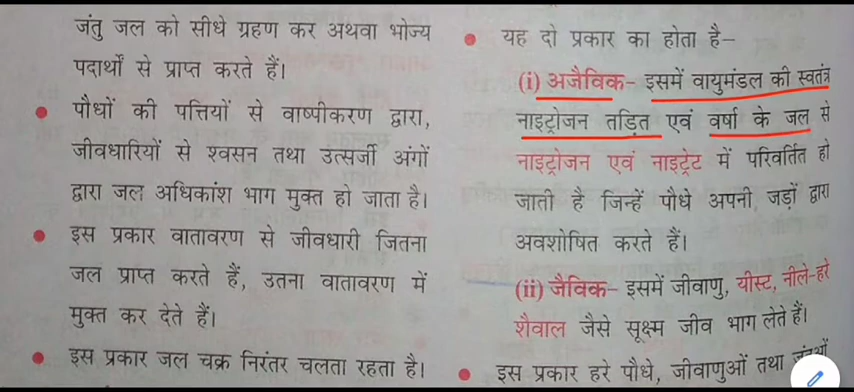 जंतु जल को सीधे ग्रहण कर अथवा भोज्य
पदार्थों से प्राप्त करते हैं।
• पौधों की पत्तियों से वाष्पीकरण द्वारा,
जीवधारियों से श्वसन तथा उत्सर्जी अंगों
द्वारा जल अधिकांश भाग मुक्त हो जाता है।
• इस प्रकार वातावरण से जीवधारी जितना
जल प्राप्त करते हैं, उतना वातावरण में
मुक्त कर देते हैं।
• इस प्रकार जल चक्र निरंतर चलता रहता है।
• यह दो प्रकार का होता है–
(i) अजैविक– इसमें वायुमंडल की स्वतंत्र
नाइट्रोजन तड़ित एवं वर्षा के जल से
नाइट्रोजन एवं नाइट्रेट में परिवर्तित हो
जाती है जिन्हें पौधे अपनी जड़ों द्वारा
अवशोषित करते हैं।
(ii) जैविक– इसमें जीवाणु, यीस्ट, नीले-हरे
शैवाल जैसे सूक्ष्म जीव भाग लेते हैं।
• इस प्रकार हरे पौधे, जीवाणुओं तथा जंतुओं